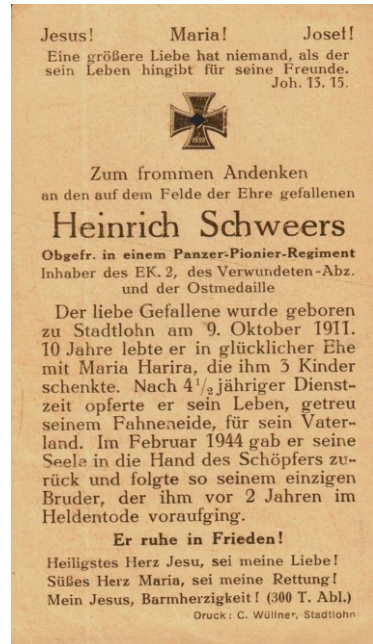 Jesus! Maria! Josef!
Eine größere Liebe hat niemand, als der
sein Leben hingibt für seine Freunde.
Joh. 13. 15.
1939
Zum frommen Andenken
an den auf dem Felde der Ehre gefallenen
Heinrich Schweers
Obgefr. in einem Panzer-Pionier-Regiment
Inhaber des EK. 2, des Verwundeten-Abz.
und der Ostmedaille
Der liebe Gefallene wurde geboren
zu Stadtlohn am 9. Oktober 1911.
10 Jahre lebte er in glücklicher Ehe
mit Maria Harira, die ihm 3 Kinder
schenkte. Nach 4 1/2 jähriger Dienst-
zeit opferte er sein Leben, getreu
seinem Fahneneide, für sein Vater-
land. Im Februar 1944 gab er seine
Seele in die Hand des Schöpfers zu-
rück und folgte so seinem einzigen
Bruder, der ihm vor 2 Jahren im
Heldentode voraufging.
Er ruhe in Frieden!
Heiligstes Herz Jesu, sei meine Liebe!
Süßes Herz Maria, sei meine Rettung!
Mein Jesus, Barmherzigkeit! (300 T. Abl.)
Druck: C. Wüllner, Stadtlohn